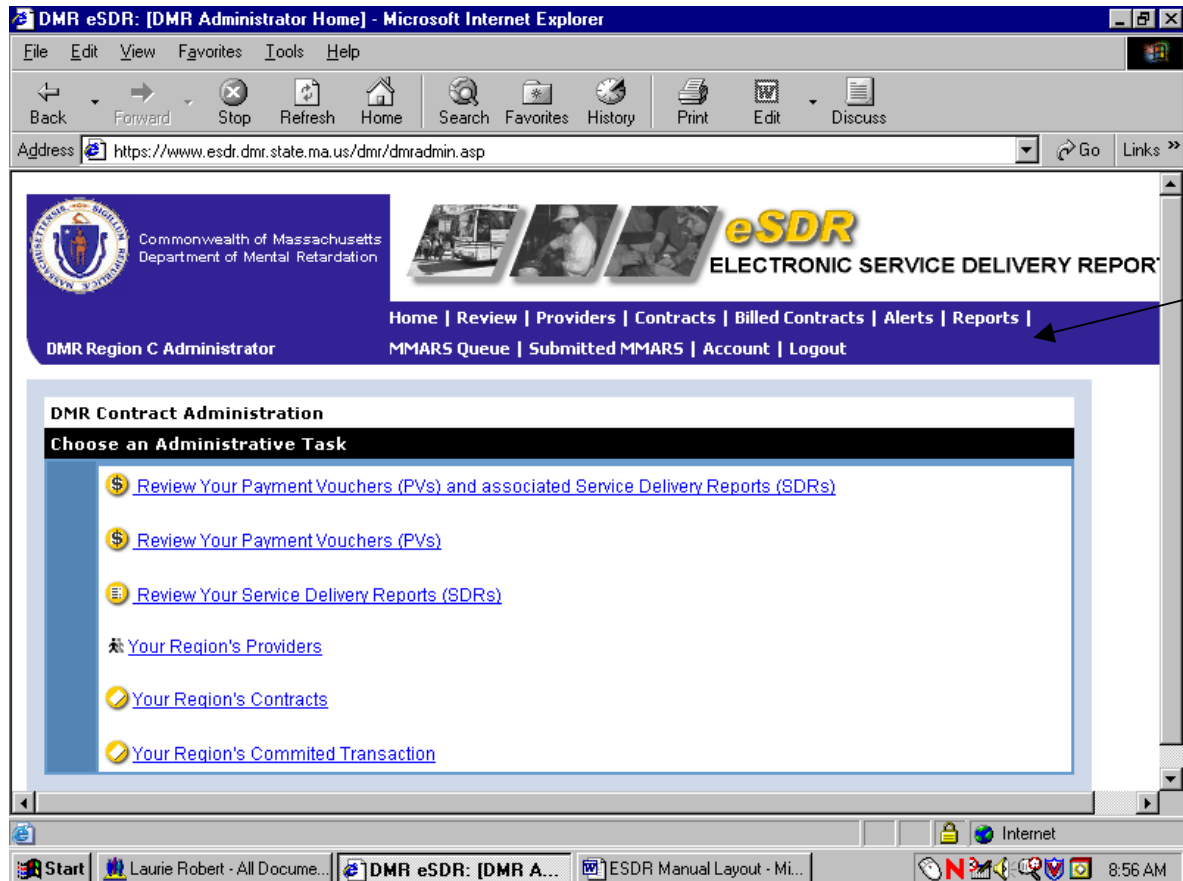 DMR eSDR: [DMR Administrator Home] - Microsoft Internet Explorer
File Edit View Favorites Tools Help
Back Forward Stop Refresh Home Search Favorites History Print Edit Discuss
Address https://www.esdr.dmr.state.ma.us/dmr/dmradmin.asp Go Links »
Commonwealth of Massachusetts
Department of Mental Retardation
eSDR
ELECTRONIC SERVICE DELIVERY REPOR
Home | Review | Providers | Contracts | Billed Contracts | Alerts | Reports |
DMR Region C Administrator MMARS Queue | Submitted MMARS | Account | Logout
DMR Contract Administration
Choose an Administrative Task
Review Your Payment Vouchers (PVs) and associated Service Delivery Reports (SDRs)
Review Your Payment Vouchers (PVs)
Review Your Service Delivery Reports (SDRs)
Your Region's Providers
Your Region's Contracts
Your Region's Commited Transaction
Internet
Start Laurie Robert - All Docume... DMR eSDR: [DMR A... ESDR Manual Layout - Mi... 8:56 AM